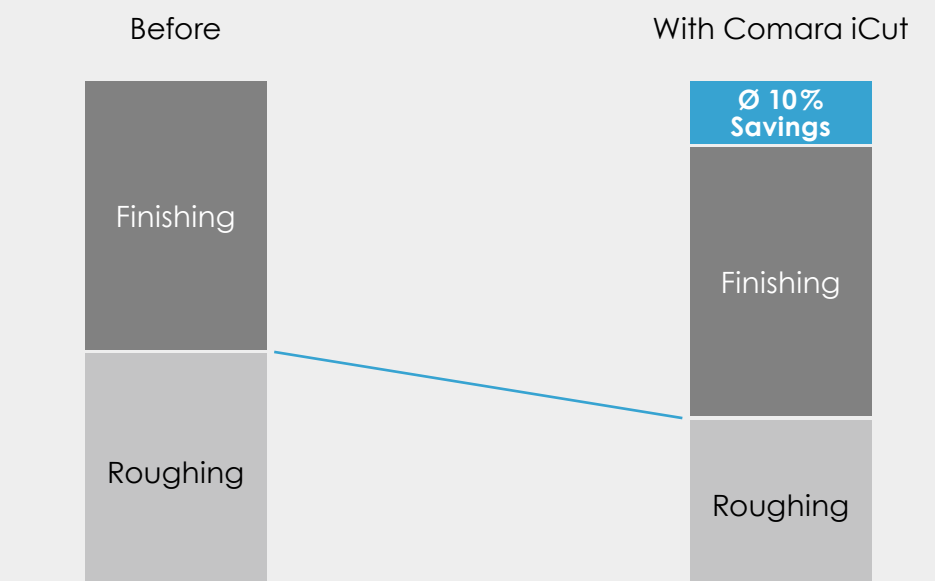 Before
With Comara iCut
Ø 10%
Savings
Finishing
Finishing
Roughing
Roughing